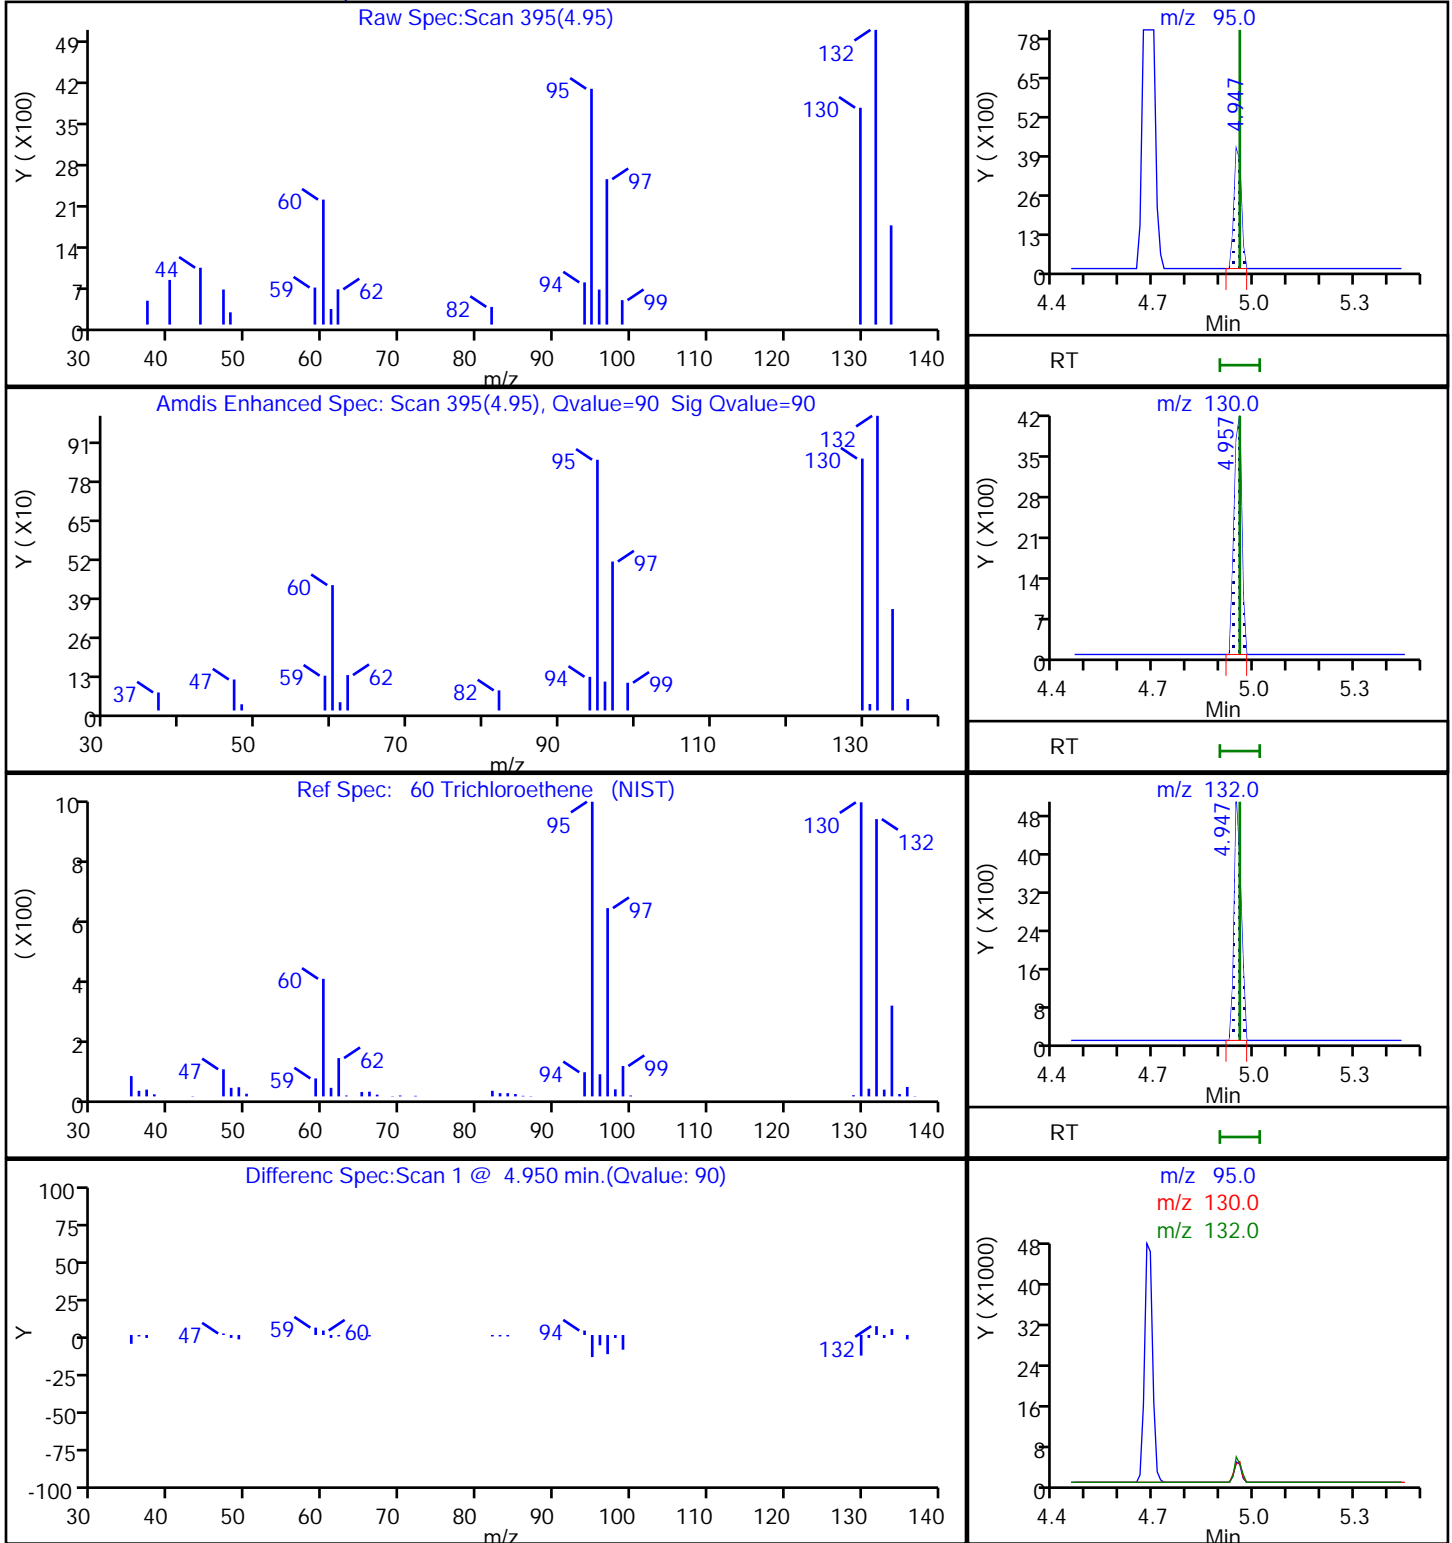 Raw Spec:Scan 395(4.95)
Y ( X100)
49
42
35
28
21
14
7
0
132
95
130
97
60
44
59
62
94
99
82
30 40 50 60 70 80 90 100 110 120 130 140
m/z
m/z 95.0
Y ( X100)
78
65
52
39
26
13
0
4.947
4.4 4.7 5.0 5.3
Min
RT
Amdis Enhanced Spec: Scan 395(4.95), Qvalue=90 Sig Qvalue=90
Y ( X10)
91
78
65
52
39
26
13
0
132
130
95
97
60
37
47
59
62
82
94
99
30 50 70 90 110 130
m/z
m/z 130.0
Y ( X100)
42
35
28
21
14
7
0
4.957
4.4 4.7 5.0 5.3
Min
RT
Ref Spec: 60 Trichloroethene (NIST)
( X100)
10
8
6
4
2
0
95
130
132
97
60
47
59
62
94
99
30 40 50 60 70 80 90 100 110 120 130 140
m/z 132.0
Y ( X100)
48
40
32
24
16
8
0
4.947
4.4 4.7 5.0 5.3
Min
RT
Differenc Spec:Scan 1 @ 4.950 min.(Qvalue: 90)
Y
100
75
50
25
0
-25
-50
-75
-100
47
59
60
94
132
30 40 50 60 70 80 90 100 110 120 130 140
m/z
m/z 95.0
m/z 130.0
m/z 132.0
Y ( X1000)
48
40
32
24
16
8
0
4.4 4.7 5.0 5.3
Min